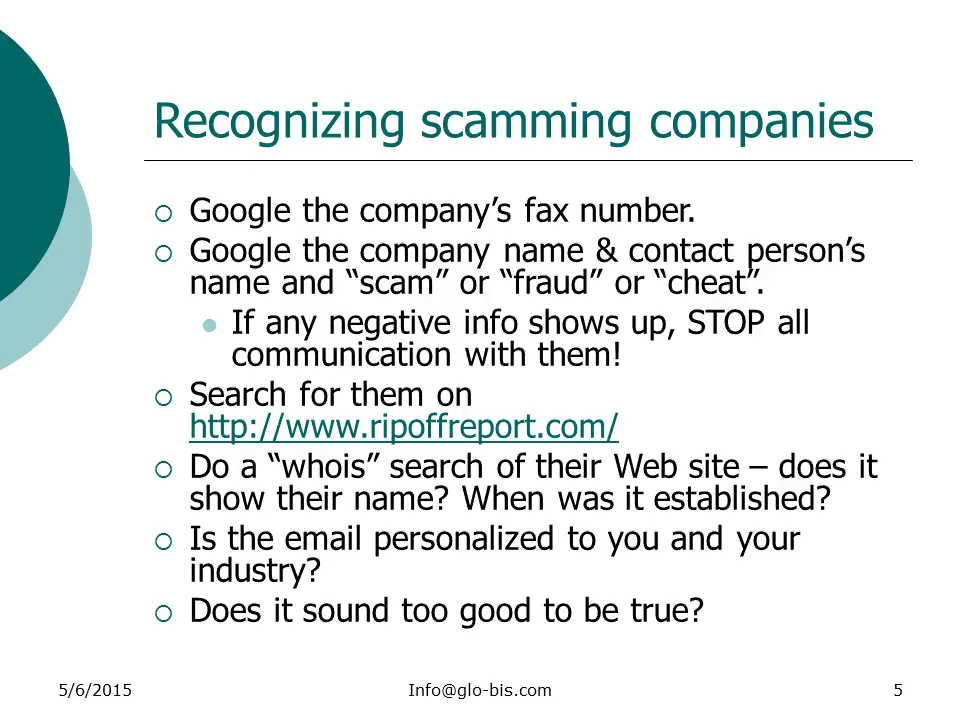 Recognizing scamming companies
Google the company’s fax number.
Google the company name & contact person’s
name and “scam” or “fraud” or “cheat”.
If any negative info shows up, STOP all
communication with them!
Search for them on
http://www.ripoffreport.com/
Do a “whois” search of their Web site – does it
show their name? When was it established?
Is the email personalized to you and your
industry?
Does it sound too good to be true?
5/6/2015
Info@glo-bis.com
5